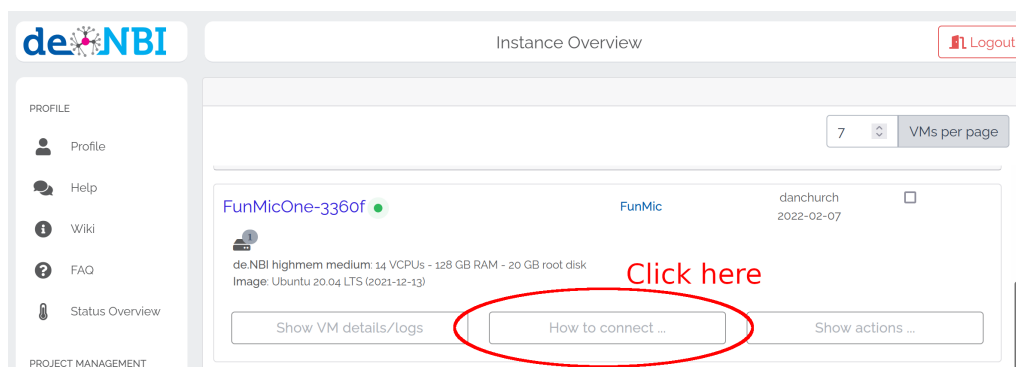 de NBI
Instance Overview
Logout
PROFILE
Profile
Help
Wiki
FAQ
Status Overview
PROJECT MANAGEMENT
7
VMs per page
FunMicOne-3360f
FunMic
danchurch
2022-02-07
1
de.NBI highmem medium: 14 VCPUs - 128 GB RAM - 20 GB root disk
Image: Ubuntu 20.04 LTS (2021-12-13)
Click here
Show VM details/logs
How to connect ...
Show actions ...